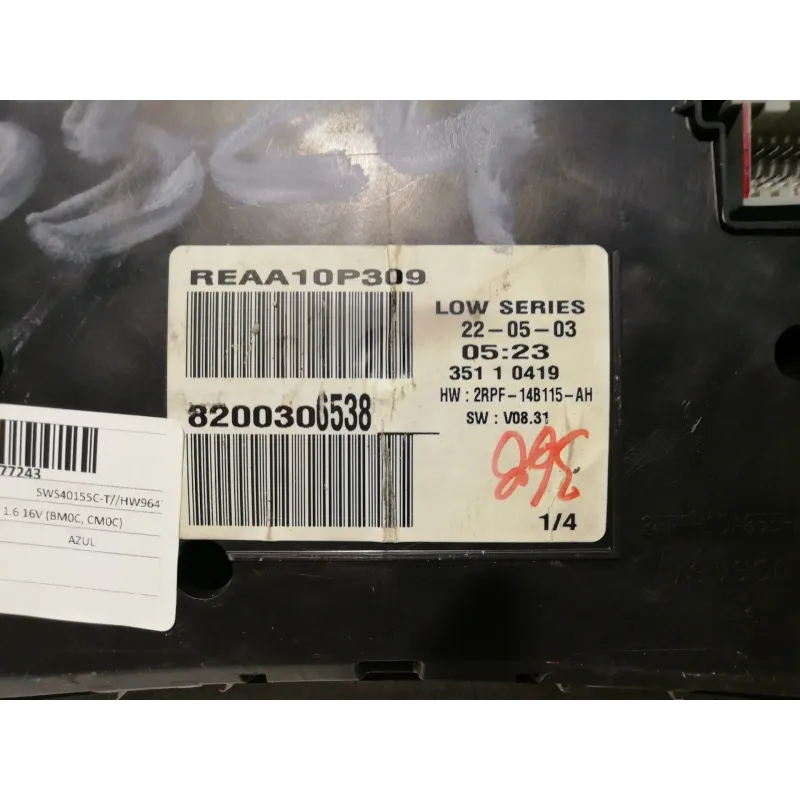 REAA10P309
LOW SERIES
22-05-03
05:23
351 1 0419
HW : 2RPF-14B115-AH
SW : V08.31
8200306538
1/4
77243
SWS40155C-T//HW964
1.6 16V (BM0C, CM0C)
AZUL